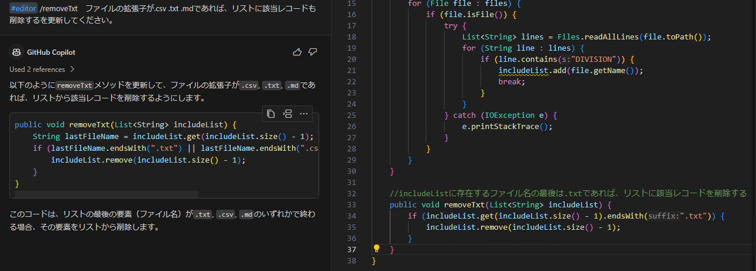 #editor /removeTxt ファイルの拡張子が.csv .txt .mdであれば、リストに該当レコードも
削除するを更新してください。
GitHub Copilot
Used 2 references >
以下のようにremoveTxtメソッドを更新して、ファイルの拡張子が.csv, .txt, .mdであ
れば、リストから該当レコードを削除するようにします。
public void removeTxt(List<String> includeList) {
String lastFileName = includeList.get(includeList.size() - 1);
if (lastFileName.endsWith(".txt") || lastFileName.endsWith(".cs
includeList.remove(includeList.size() - 1);
}
}
このコードは、リストの最後の要素（ファイル名）が.txt, .csv, .mdのいずれかで終わ
る場合、その要素をリストから削除します。
15 for (File file : files) {
16 if (file.isFile()) {
17 try {
18 List<String> lines = Files.readAllLines(file.toPath());
19 for (String line : lines) {
20 if (line.contains(s:"DIVISION")) {
21 includeList.add(file.getName());
22 break;
23 }
24 }
25 } catch (IOException e) {
26 e.printStackTrace();
27 }
28 }
29 }
30 }
31
32 //includeListに存在するファイル名の最後は.txtであれば、リストに該当レコードを削除する
33 public void removeTxt(List<String> includeList) {
34 if (includeList.get(includeList.size() - 1).endsWith(suffix:".txt")) {
35 includeList.remove(includeList.size() - 1);
36 }
37 }
38 }